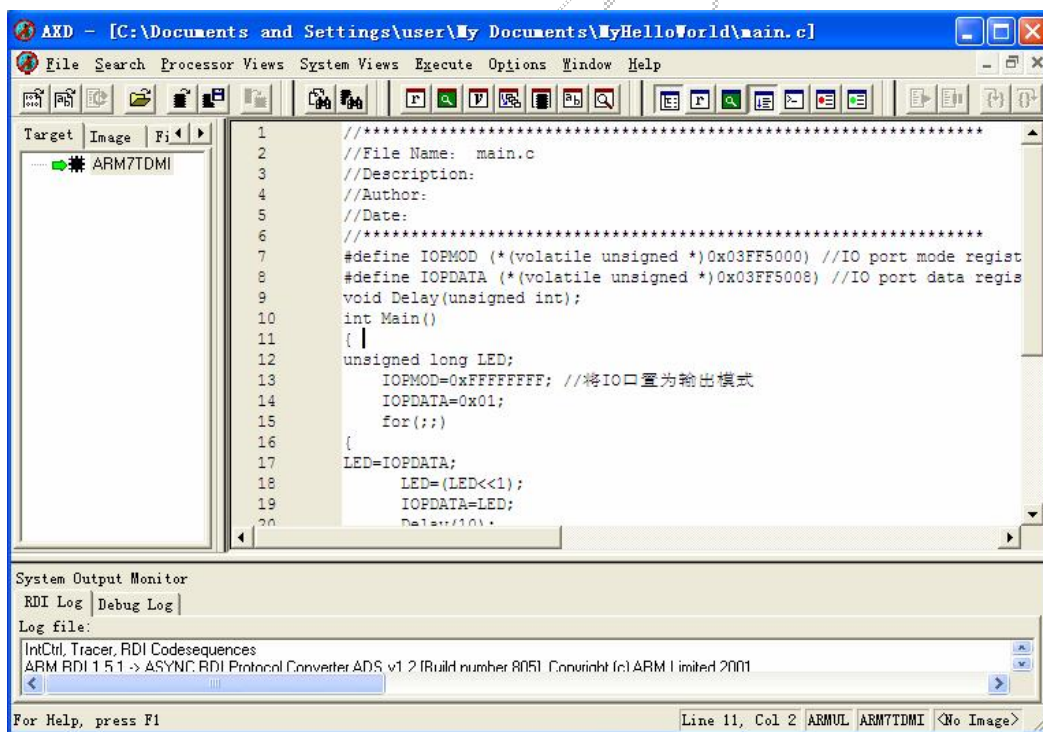 AXD - [C:\Documents and Settings\user\My Documents\MyHelloWorld\main.c]
File Search Processor Views System Views Execute Options Window Help
Target Image Fi
ARM7TDMI
1 //*****************************************************************
2 //File Name: main.c
3 //Description:
4 //Author:
5 //Date:
6 //*****************************************************************
7 #define IOPMOD (*(volatile unsigned *)0x03FF5000) //IO port mode regist
8 #define IOPDATA (*(volatile unsigned *)0x03FF5008) //IO port data regis
9 void Delay(unsigned int);
10 int Main()
11 {
12 unsigned long LED;
13 IOPMOD=0xFFFFFFFF; //将IO口置为输出模式
14 IOPDATA=0x01;
15 for(;;)
16 {
17 LED=IOPDATA;
18 LED=(LED<<1);
19 IOPDATA=LED;
20 Delay(10);
System Output Monitor
RDI Log Debug Log
Log file:
IntCtrl, Tracer, RDI Codesequences
ARM RDI 1.5.1 -> ASYNC RDI Protocol Converter ADS v1.2 [Build number 805]. Copyright (c) ARM Limited 2001.
For Help, press F1
Line 11, Col 2 ARMUL ARM7TDMI <No Image>